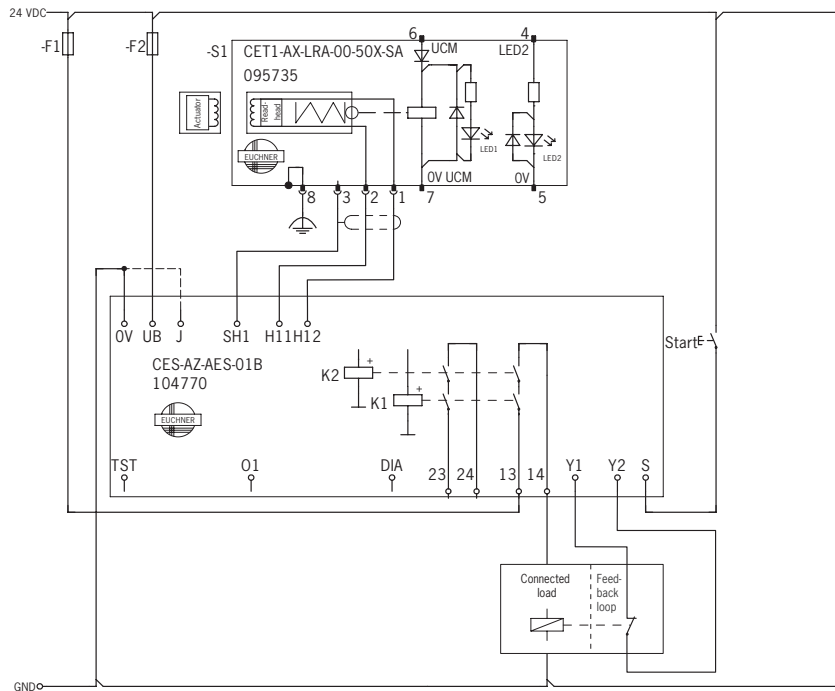 24 VDC
-F1
-F2
-S1
CET1-AX-LRA-00-50X-SA
095735
6
UCM
4
LED2
Actuator
Read-
head
EUCHNER
LED1
LED2
0V UCM
0V
8
3
2
1
7
5
0V
UB
J
SH1
H11
H12
CES-AZ-AES-01B
104770
EUCHNER
K2
+
K1
+
Start
TST
O1
DIA
23
24
13
14
Y1
Y2
S
Connected
load
Feed-
back
loop
GND